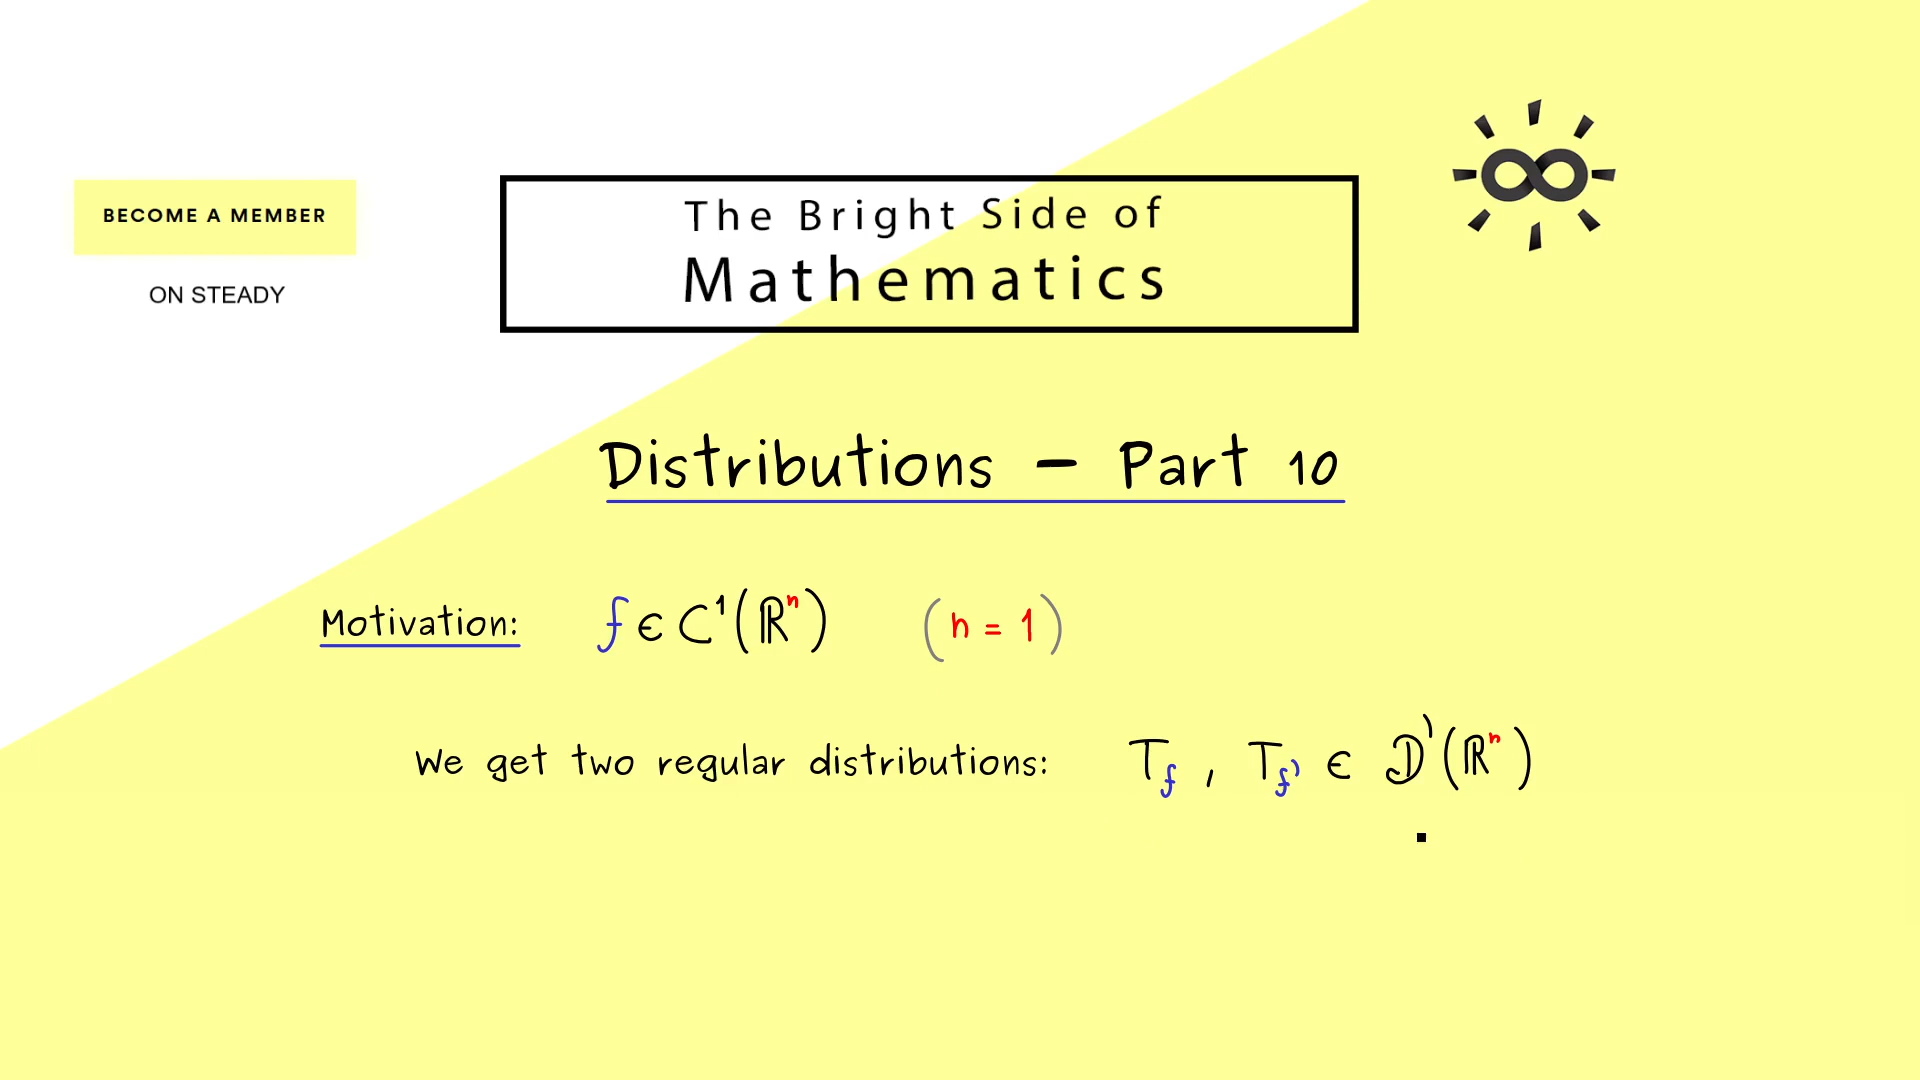 BECOME A MEMBER
ON STEADY
The Bright Side of
Mathematics
Distributions – Part 10
Motivation: f ∈ C¹(ℝⁿ) (n = 1)
We get two regular distributions: T_f , T_f' ∈ 𝒟'(ℝⁿ)